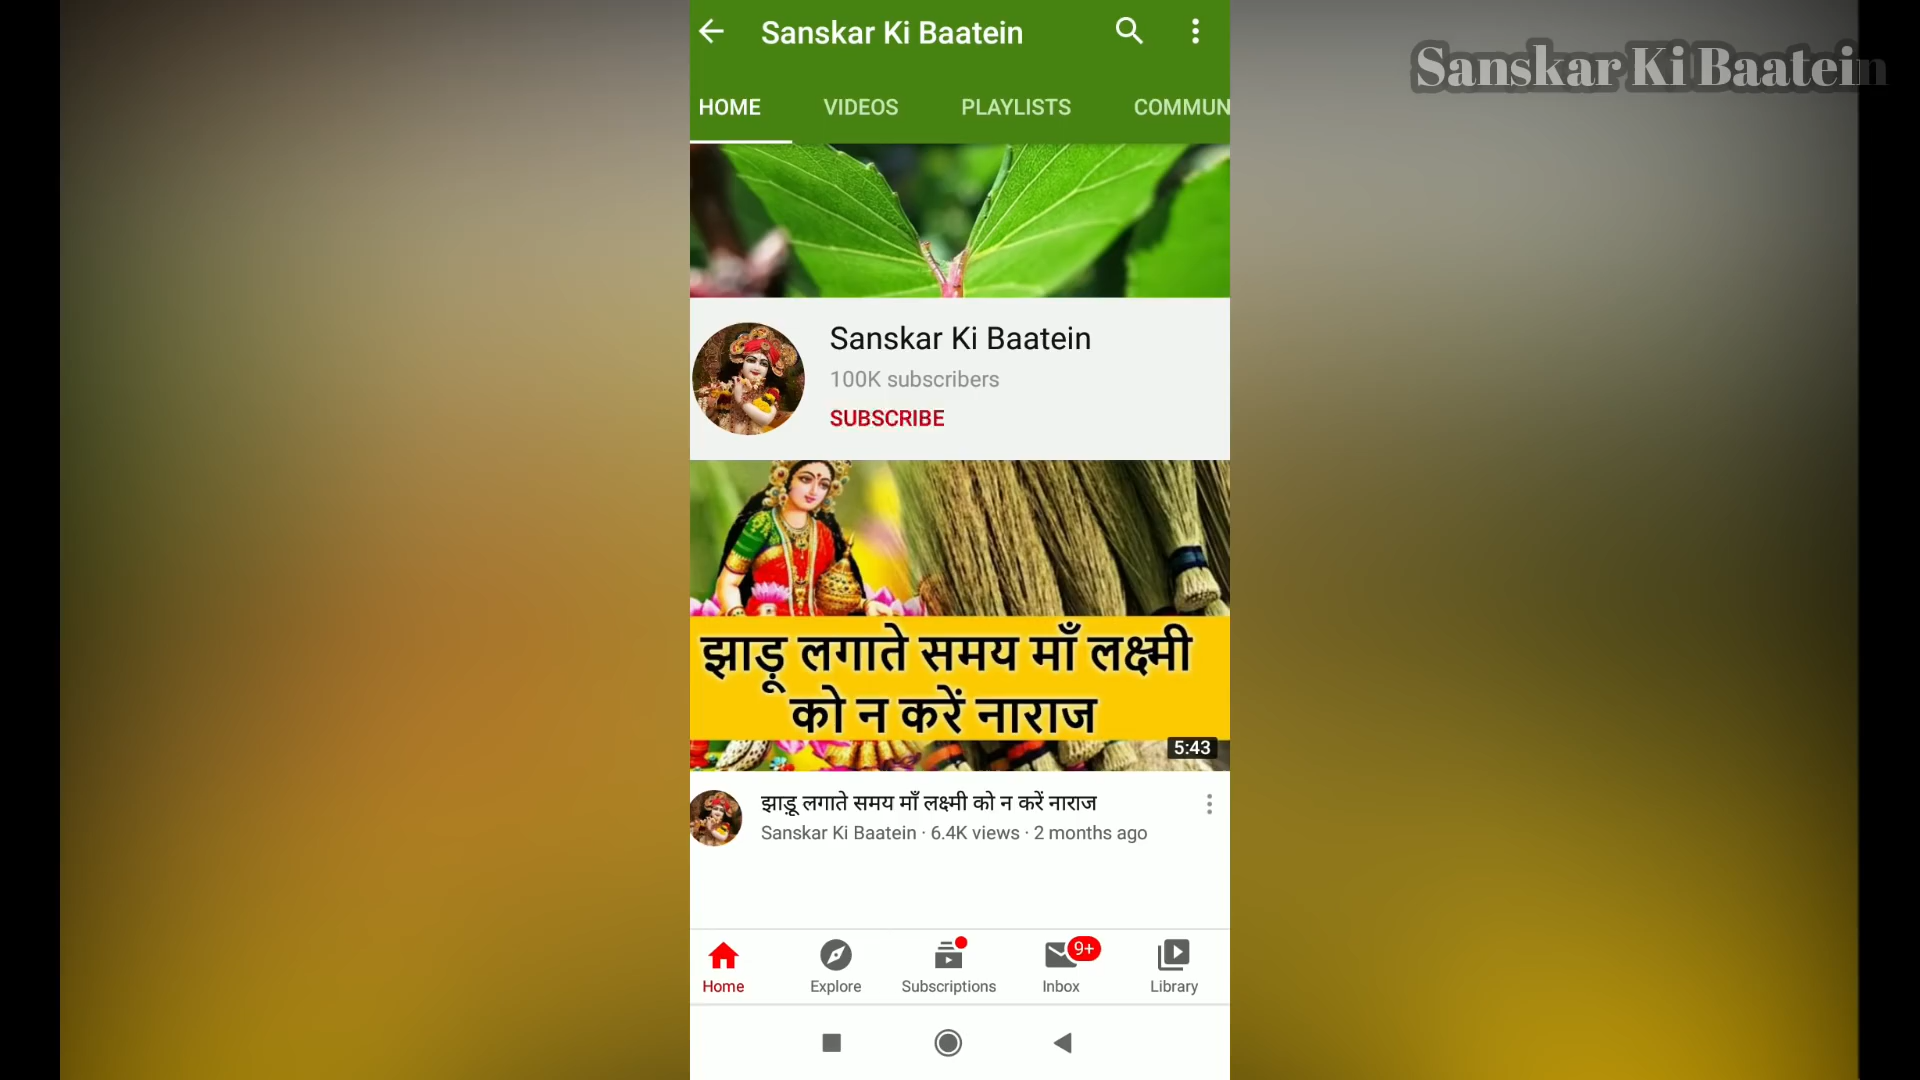 Sanskar Ki Baatein
Sanskar Ki Baatein
HOME VIDEOS PLAYLISTS COMMUN
Sanskar Ki Baatein
100K subscribers
SUBSCRIBE
झाड़ू लगाते समय माँ लक्ष्मी
को न करें नाराज
5:43
झाड़ू लगाते समय माँ लक्ष्मी को न करें नाराज
Sanskar Ki Baatein · 6.4K views · 2 months ago
9+
Home Explore Subscriptions Inbox Library